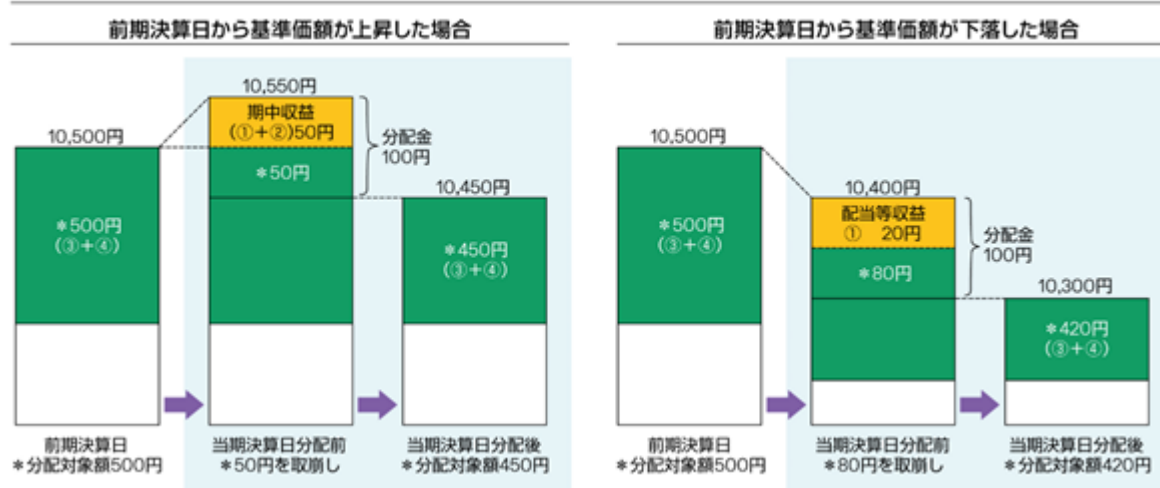 前期決算日から基準価額が上昇した場合
10,550円
期中収益
(①+②)50円
10,500円
分配金
100円
*50円
10,450円
*500円
(③+④)
*450円
(③+④)
前期決算日
*分配対象額500円
当期決算日分配前
*50円を取崩し
当期決算日分配後
*分配対象額450円
前期決算日から基準価額が下落した場合
10,500円
10,400円
配当等収益
① 20円
分配金
100円
*500円
(③+④)
*80円
10,300円
*420円
(③+④)
前期決算日
*分配対象額500円
当期決算日分配前
*80円を取崩し
当期決算日分配後
*分配対象額420円